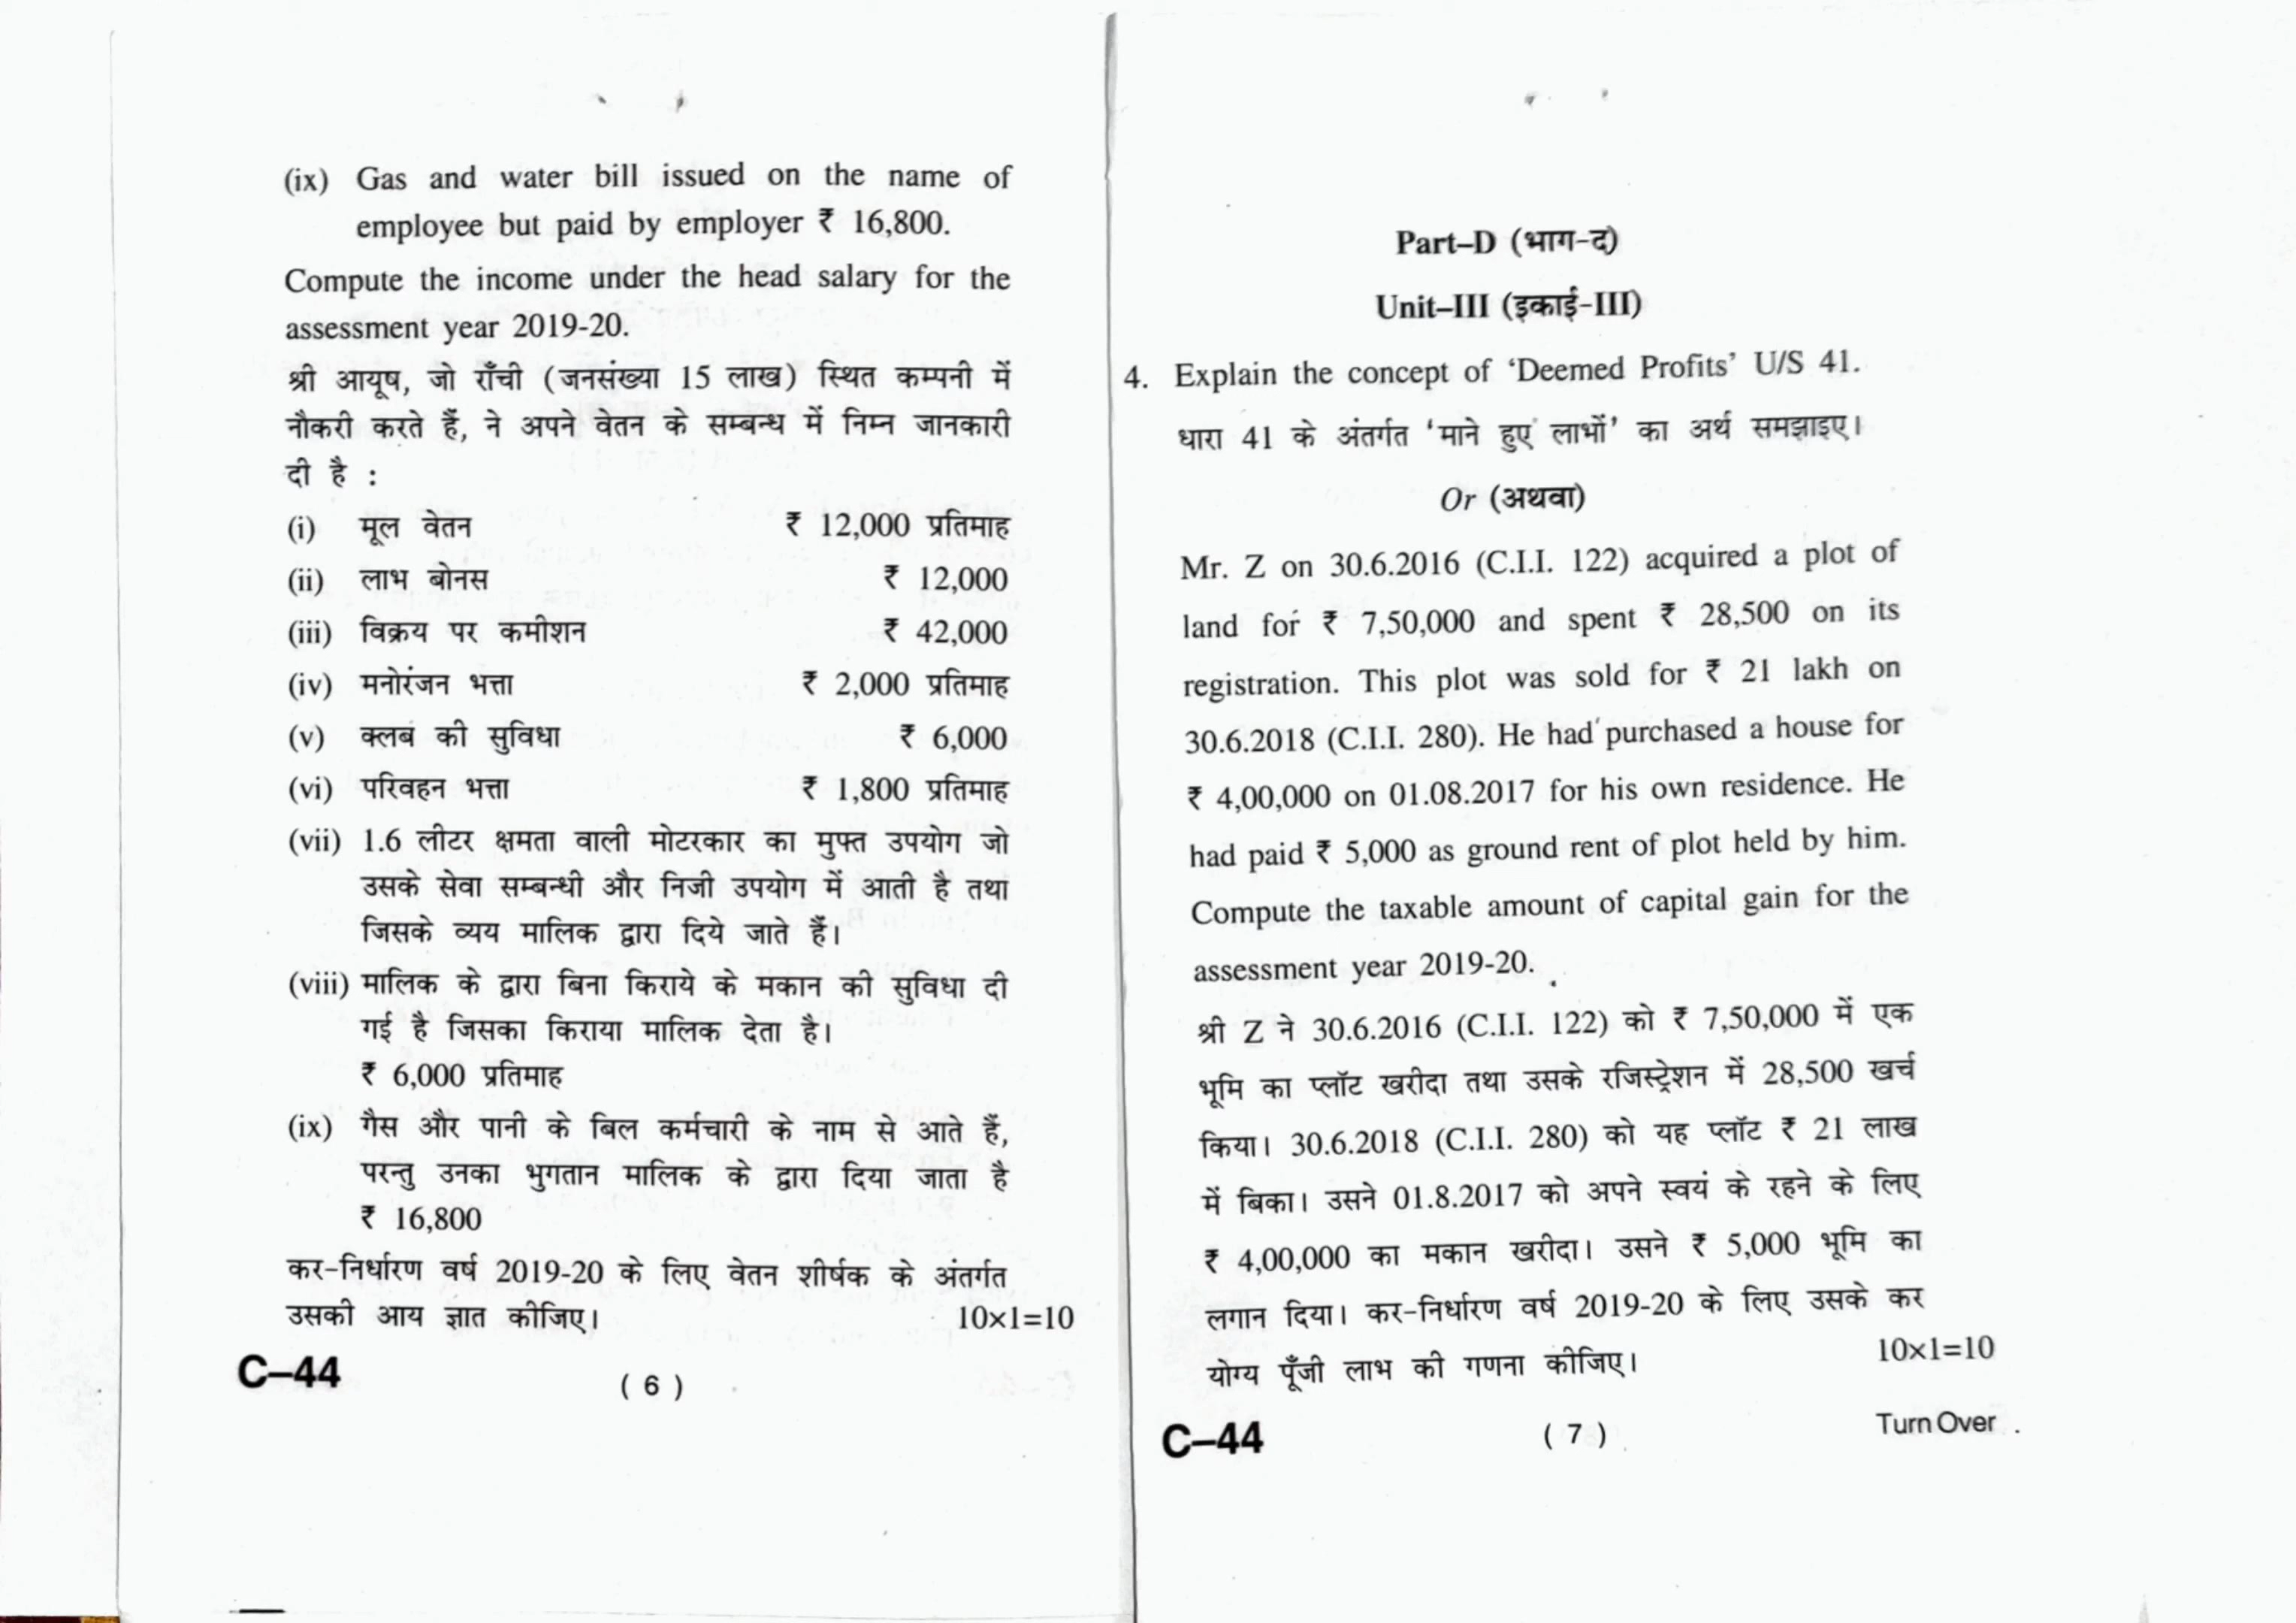 (ix) Gas and water bill issued on the name of
employee but paid by employer ₹ 16,800.
Compute the income under the head salary for the
assessment year 2019-20.
श्री आयूष, जो राँची (जनसंख्या 15 लाख) स्थित कम्पनी में
नौकरी करते हैं, ने अपने वेतन के सम्बन्ध में निम्न जानकारी
दी है :
(i) मूल वेतन ₹ 12,000 प्रतिमाह
(ii) लाभ बोनस ₹ 12,000
(iii) विक्रय पर कमीशन ₹ 42,000
(iv) मनोरंजन भत्ता ₹ 2,000 प्रतिमाह
(v) क्लब की सुविधा ₹ 6,000
(vi) परिवहन भत्ता ₹ 1,800 प्रतिमाह
(vii) 1.6 लीटर क्षमता वाली मोटरकार का मुफ्त उपयोग जो
उसके सेवा सम्बन्धी और निजी उपयोग में आती है तथा
जिसके व्यय मालिक द्वारा दिये जाते हैं।
(viii) मालिक के द्वारा बिना किराये के मकान की सुविधा दी
गई है जिसका किराया मालिक देता है।
₹ 6,000 प्रतिमाह
(ix) गैस और पानी के बिल कर्मचारी के नाम से आते हैं,
परन्तु उनका भुगतान मालिक के द्वारा दिया जाता है
₹ 16,800
कर-निर्धारण वर्ष 2019-20 के लिए वेतन शीर्षक के अंतर्गत
उसकी आय ज्ञात कीजिए। 10×1=10
C–44 ( 6 )
Part–D (भाग-द)
Unit–III (इकाई-III)
4. Explain the concept of ‘Deemed Profits’ U/S 41.
धारा 41 के अंतर्गत ‘माने हुए लाभों’ का अर्थ समझाइए।
Or (अथवा)
Mr. Z on 30.6.2016 (C.I.I. 122) acquired a plot of
land for ₹ 7,50,000 and spent ₹ 28,500 on its
registration. This plot was sold for ₹ 21 lakh on
30.6.2018 (C.I.I. 280). He had purchased a house for
₹ 4,00,000 on 01.08.2017 for his own residence. He
had paid ₹ 5,000 as ground rent of plot held by him.
Compute the taxable amount of capital gain for the
assessment year 2019-20.
श्री Z ने 30.6.2016 (C.I.I. 122) को ₹ 7,50,000 में एक
भूमि का प्लॉट खरीदा तथा उसके रजिस्ट्रेशन में 28,500 खर्च
किया। 30.6.2018 (C.I.I. 280) को यह प्लॉट ₹ 21 लाख
में बिका। उसने 01.8.2017 को अपने स्वयं के रहने के लिए
₹ 4,00,000 का मकान खरीदा। उसने ₹ 5,000 भूमि का
लगान दिया। कर-निर्धारण वर्ष 2019-20 के लिए उसके कर
योग्य पूँजी लाभ की गणना कीजिए। 10×1=10
C–44 ( 7 ) Turn Over